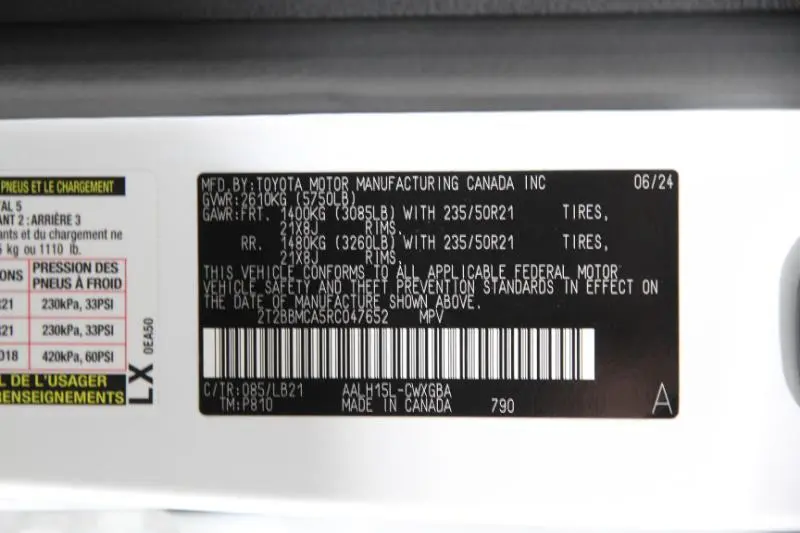 PNEUS ET LE CHARGEMENT
TAL 5
ANT 2 : ARRIÈRE 3
ants et du chargement ne
kg ou 1110 lb.
ONS PRESSION DES PNEUS À FROID
R21 230kPa, 33PSI
R21 230kPa, 33PSI
D18 420kPa, 60PSI
L DE L'USAGER
RENSEIGNEMENTS
LX 0EA50
MFD.BY:TOYOTA MOTOR MANUFACTURING CANADA INC 06/24
GVWR:2610KG (5750LB)
GAWR:FRT. 1400KG (3085LB) WITH 235/50R21 TIRES,
21X8J RIMS.
RR. 1480KG (3260LB) WITH 235/50R21 TIRES,
21X8J RIMS.
THIS VEHICLE CONFORMS TO ALL APPLICABLE FEDERAL MOTOR
VEHICLE SAFETY AND THEFT PREVENTION STANDARDS IN EFFECT ON
THE DATE OF MANUFACTURE SHOWN ABOVE.
2T2BBMCA5RC047652 MPV
C/TR:085/LB21 AALH15L-CWXGBA
TM:P810 MADE IN CANADA 790 A